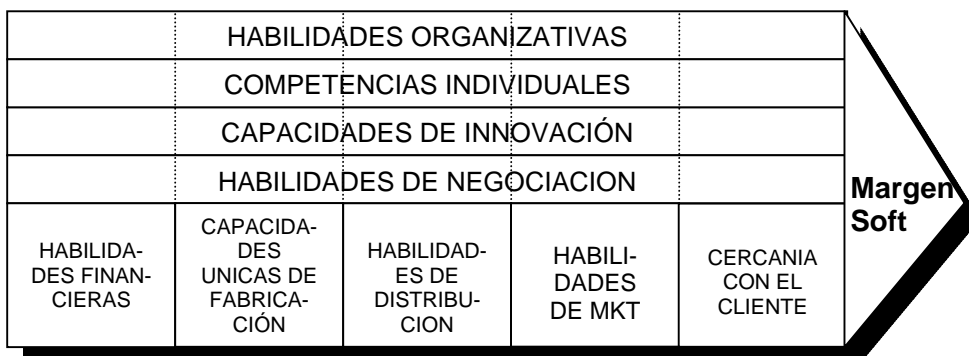 HABILIDADES ORGANIZATIVAS
COMPETENCIAS INDIVIDUALES
CAPACIDADES DE INNOVACIÓN
HABILIDADES DE NEGOCIACION
HABILIDA-
DES FINAN-
CIERAS
CAPACIDA-
DES
UNICAS DE
FABRICA-
CIÓN
HABILIDAD-
ES DE
DISTRIBU-
CION
HABILI-
DADES
DE MKT
CERCANIA
CON EL
CLIENTE
Margen
Soft